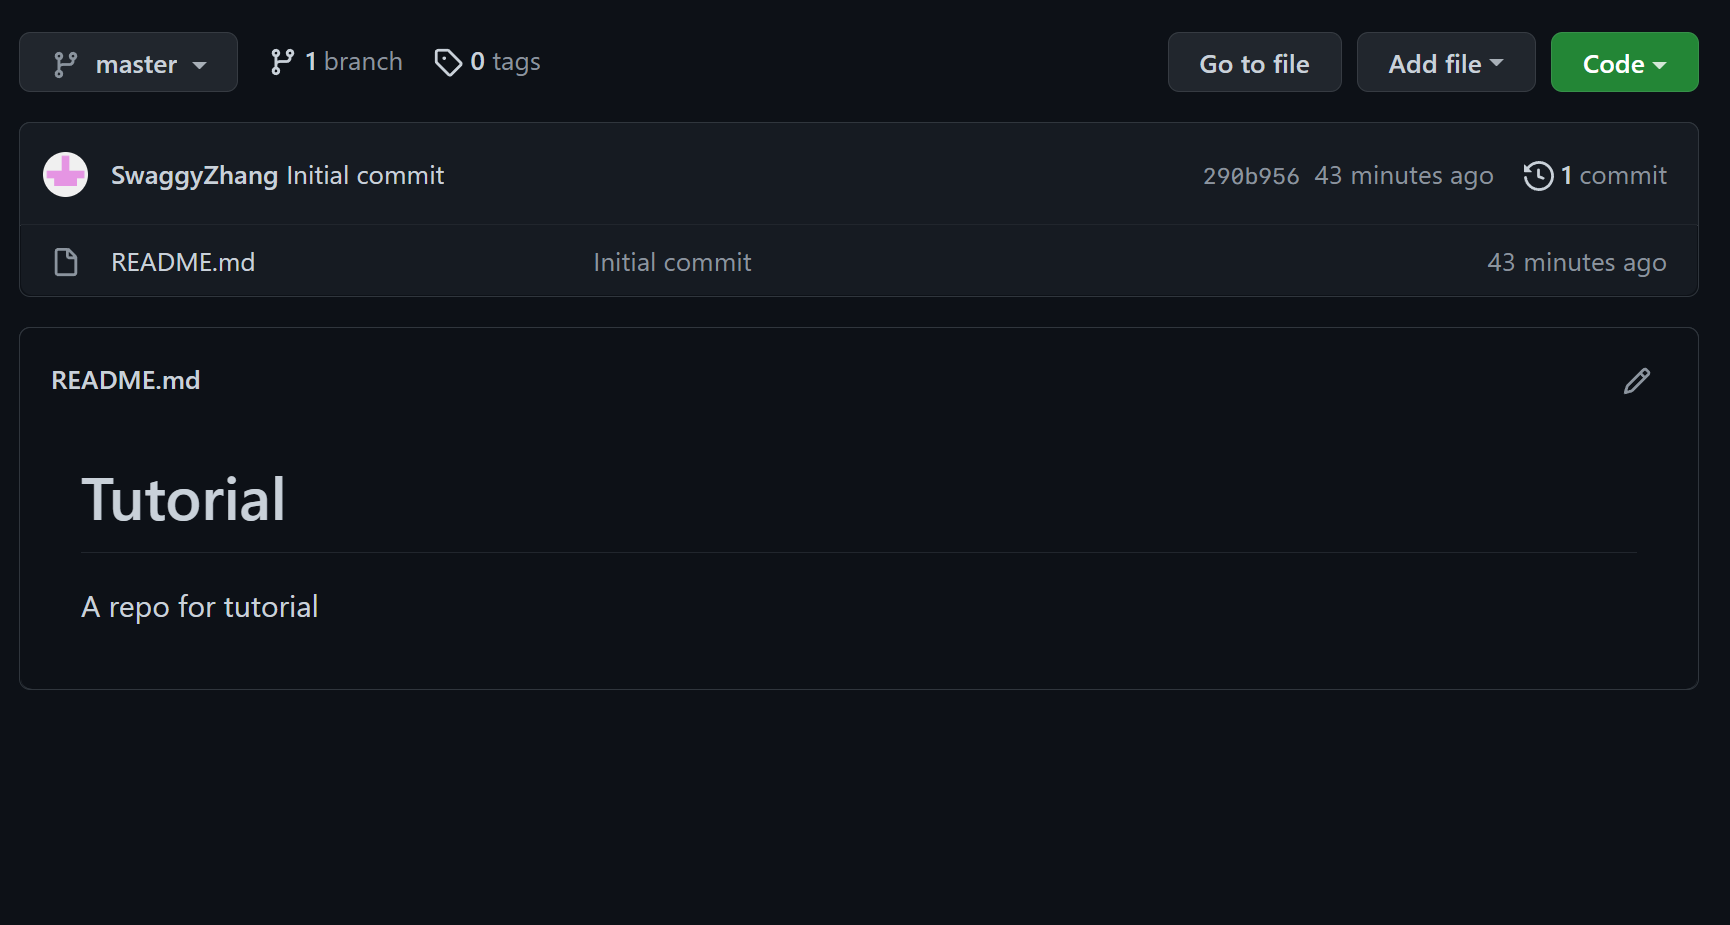 master 1 branch 0 tags Go to file Add file Code
SwaggyZhang Initial commit 290b956 43 minutes ago 1 commit
README.md Initial commit 43 minutes ago
README.md
Tutorial
A repo for tutorial